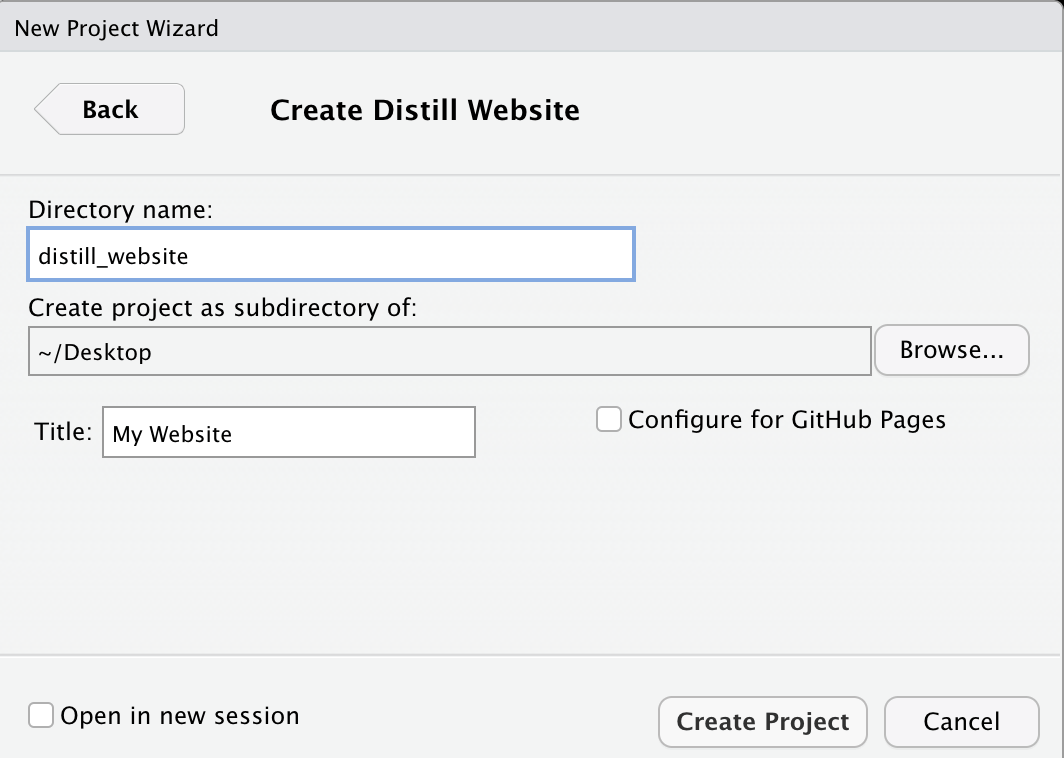 New Project Wizard
Back
Create Distill Website
Directory name:
distill_website
Create project as subdirectory of:
~/Desktop
Browse...
Title:
My Website
Configure for GitHub Pages
Open in new session
Create Project
Cancel